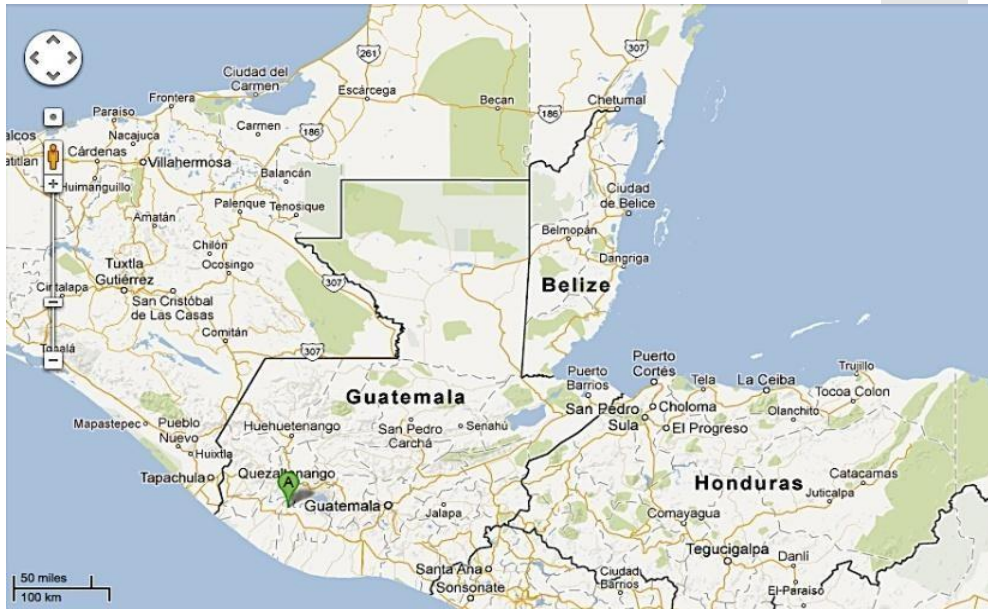 307
261
Ciudad del
Carmen
Escárcega
Becan
186
Chetumal
Frontera
Paraíso
Nacajuca
Carmen
186
alcos
Cárdenas
atitlan
Villahermosa
Huimanguillo
Balancán
Palenque
Tenosique
Ciudad
de Belice
Amatán
Belmopán
Chilón
Ocosingo
Dangriga
Tuxtla
Gutiérrez
307
Belize
Cintalapa
San Cristóbal
de Las Casas
Comitán
Tonalá
307
Puerto
Cortés
Puerto
Barrios
Tela
La Ceiba
Trujillo
Tocoa Colon
Guatemala
San Pedro
Sula
Choloma
Olanchito
El Progreso
Mapastepec
Pueblo
Nuevo
Huehuetenango
San Pedro
Carchá
Senahú
Huixtla
Tapachula
Quezaltenango
A
Guatemala
Jalapa
Honduras
Catacamas
Juticalpa
Comayagua
Tegucigalpa
Danlí
Santa Ana
Sonsonate
Ciudad
Barrios
El Paraíso
50 miles
100 km